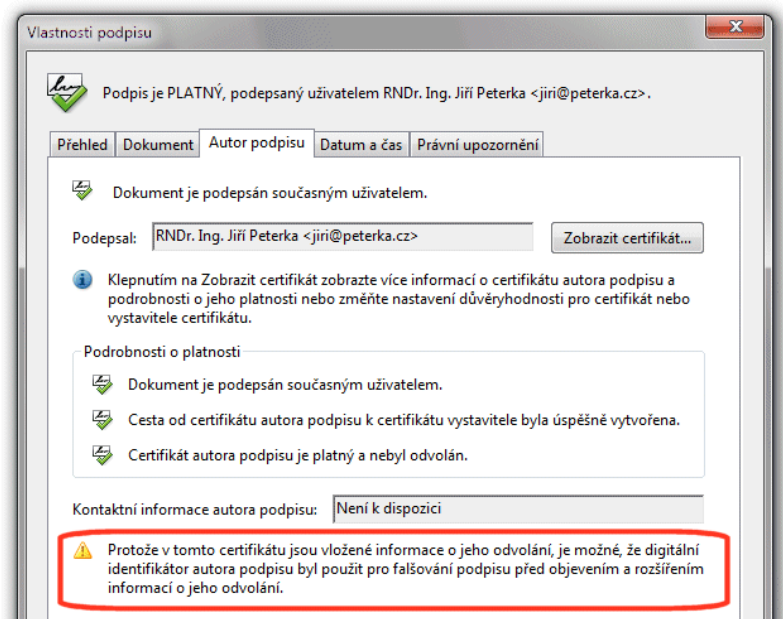 Vlastnosti podpisu
Podpis je PLATNÝ, podepsaný uživatelem RNDr. Ing. Jiří Peterka <jiri@peterka.cz>.
Přehled Dokument Autor podpisu Datum a čas Právní upozornění
Dokument je podepsán současným uživatelem.
Podepsal: RNDr. Ing. Jiří Peterka <jiri@peterka.cz> Zobrazit certifikát...
Klepnutím na Zobrazit certifikát zobrazte více informací o certifikátu autora podpisu a
podrobnosti o jeho platnosti nebo změňte nastavení důvěryhodnosti pro certifikát nebo
vystavitele certifikátu.
Podrobnosti o platnosti
Dokument je podepsán současným uživatelem.
Cesta od certifikátu autora podpisu k certifikátu vystavitele byla úspěšně vytvořena.
Certifikát autora podpisu je platný a nebyl odvolán.
Kontaktní informace autora podpisu: Není k dispozici
Protože v tomto certifikátu jsou vložené informace o jeho odvolání, je možné, že digitální
identifikátor autora podpisu byl použit pro falšování podpisu před objevením a rozšířením
informací o jeho odvolání.